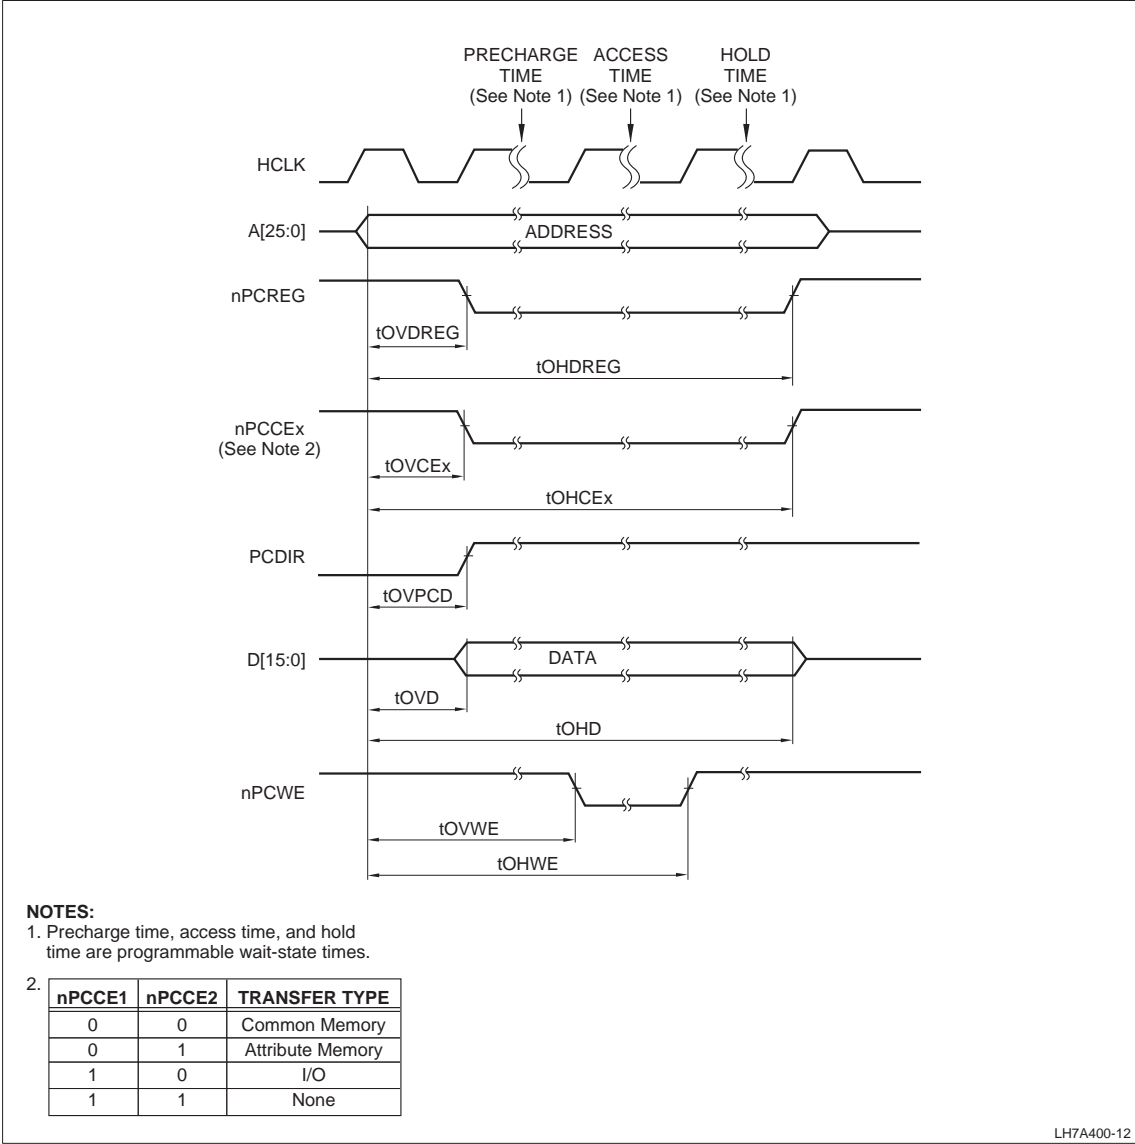 PRECHARGE TIME (See Note 1)
ACCESS TIME (See Note 1)
HOLD TIME (See Note 1)
HCLK
A[25:0]
ADDRESS
nPCREG
tOVDREG
tOHDREG
nPCCEx
(See Note 2)
tOVCEx
tOHCEx
PCDIR
tOVPCD
D[15:0]
DATA
tOVD
tOHD
nPCWE
tOVWE
tOHWE
NOTES:
1. Precharge time, access time, and hold
time are programmable wait-state times.
2.
nPCCE1 nPCCE2 TRANSFER TYPE
0 0 Common Memory
0 1 Attribute Memory
1 0 I/O
1 1 None
LH7A400-12